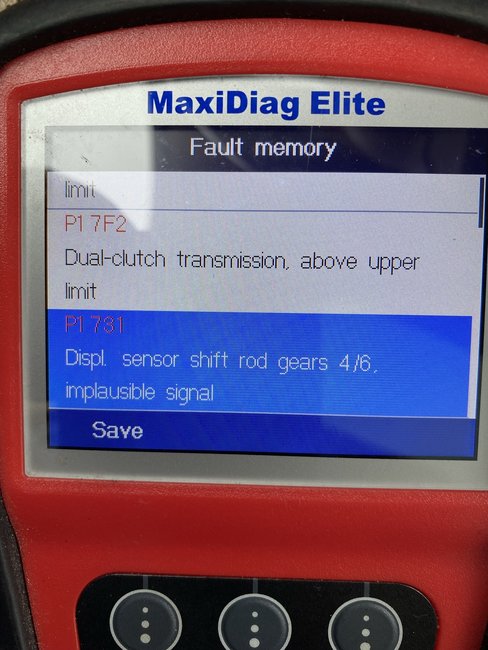 MaxiDiag Elite
Fault memory
limit
P17F2
Dual-clutch transmission, above upper
limit
P1731
Displ. sensor shift rod gears 4/6,
implausible signal
Save